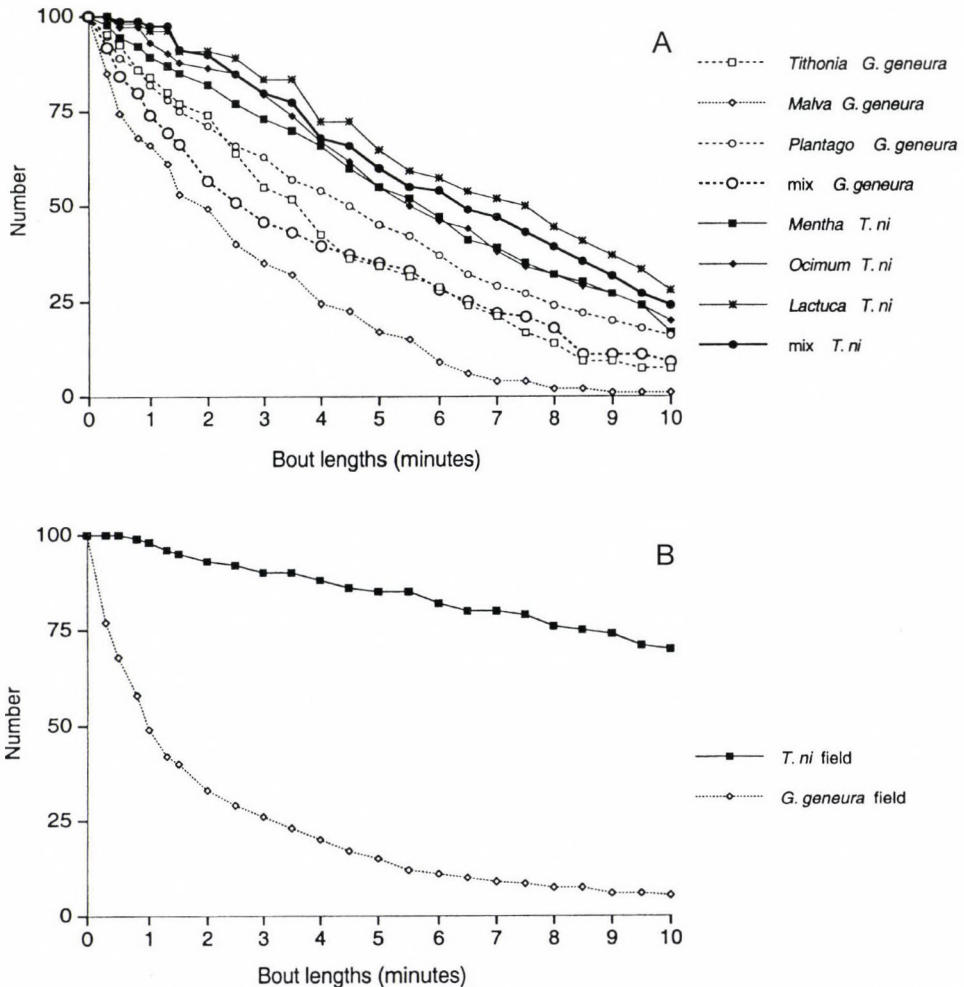 A
Number
100
75
50
25
0
0 1 2 3 4 5 6 7 8 9 10
Bout lengths (minutes)
Tithonia G. geneura
Malva G. geneura
Plantago G. geneura
mix G. geneura
Mentha T. ni
Ocimum T. ni
Lactuca T. ni
mix T. ni
B
Number
100
75
50
25
0
0 1 2 3 4 5 6 7 8 9 10
Bout lengths (minutes)
T. ni field
G. geneura field